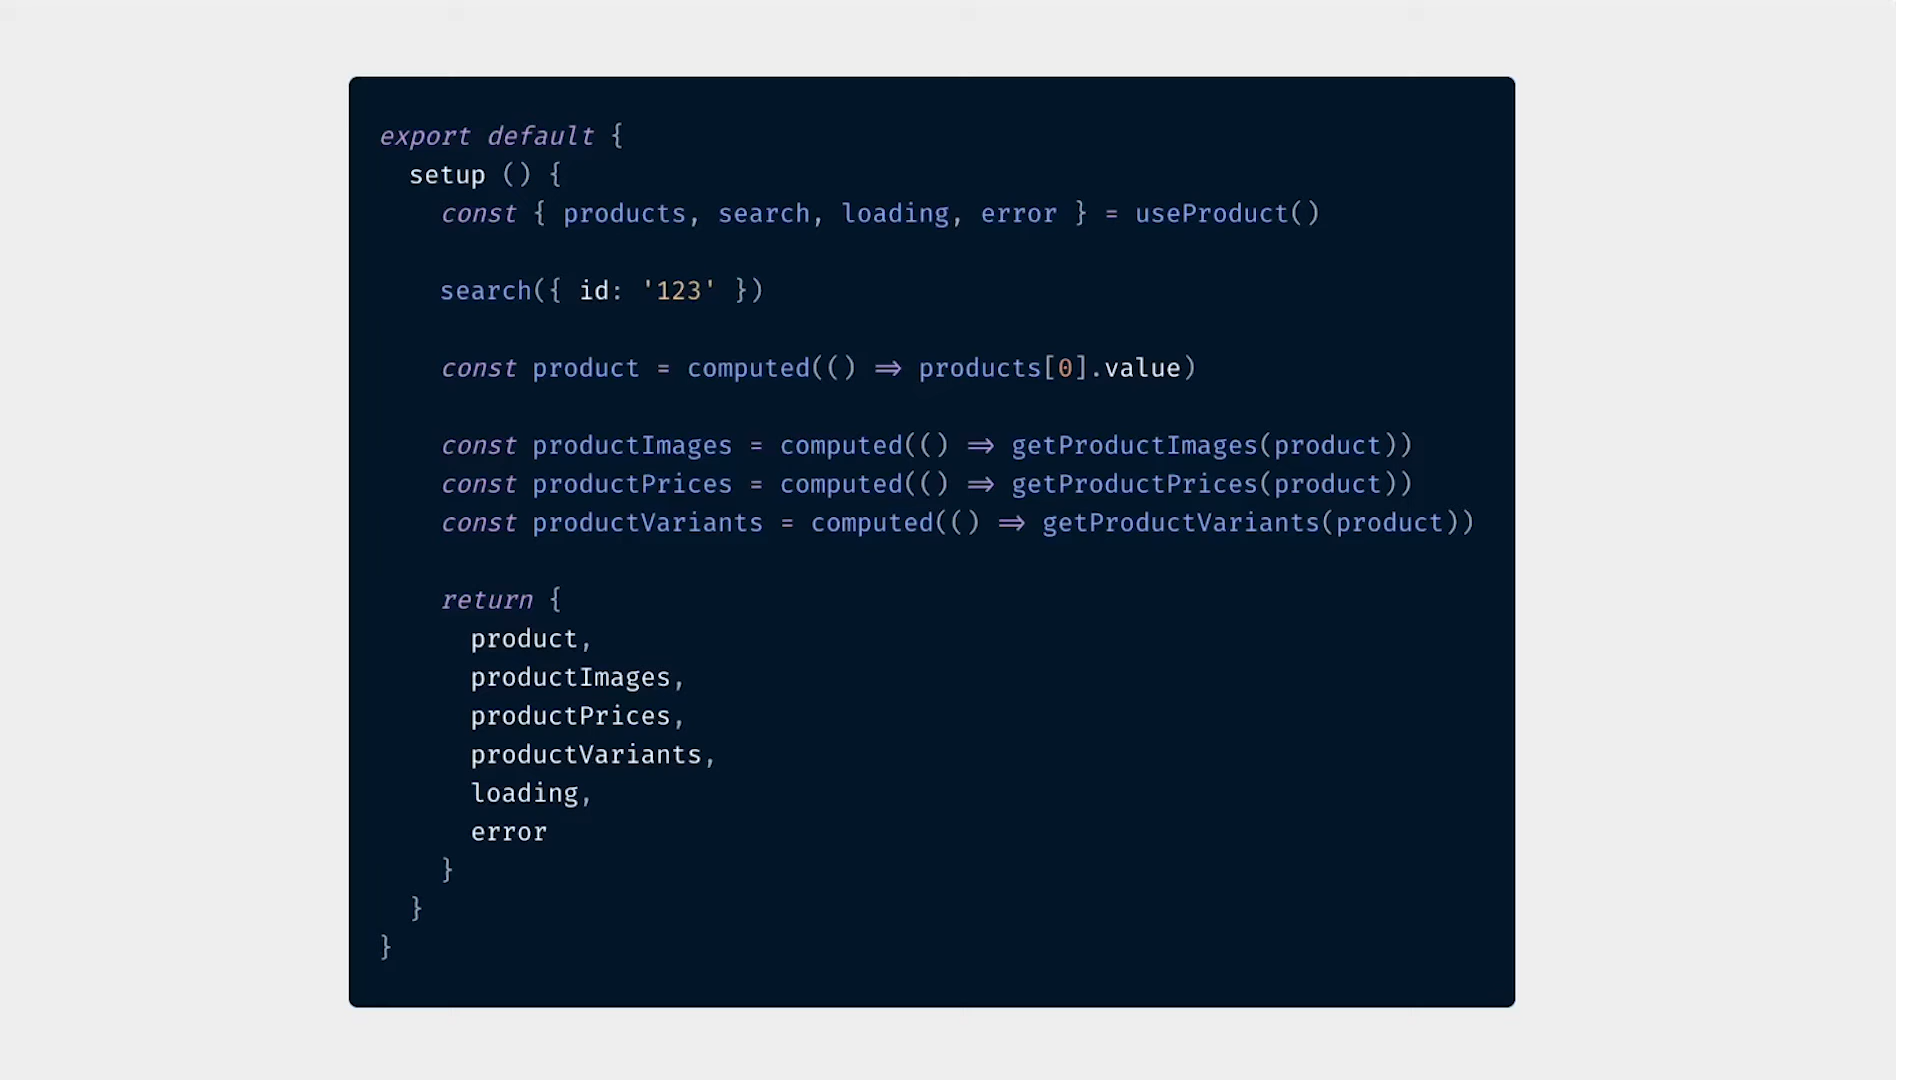 export default {
  setup () {
    const { products, search, loading, error } = useProduct()
    search({ id: '123' })
    const product = computed(() => products[0].value)
    const productImages = computed(() => getProductImages(product))
    const productPrices = computed(() => getProductPrices(product))
    const productVariants = computed(() => getProductVariants(product))
    return {
      product,
      productImages,
      productPrices,
      productVariants,
      loading,
      error
    }
  }
}